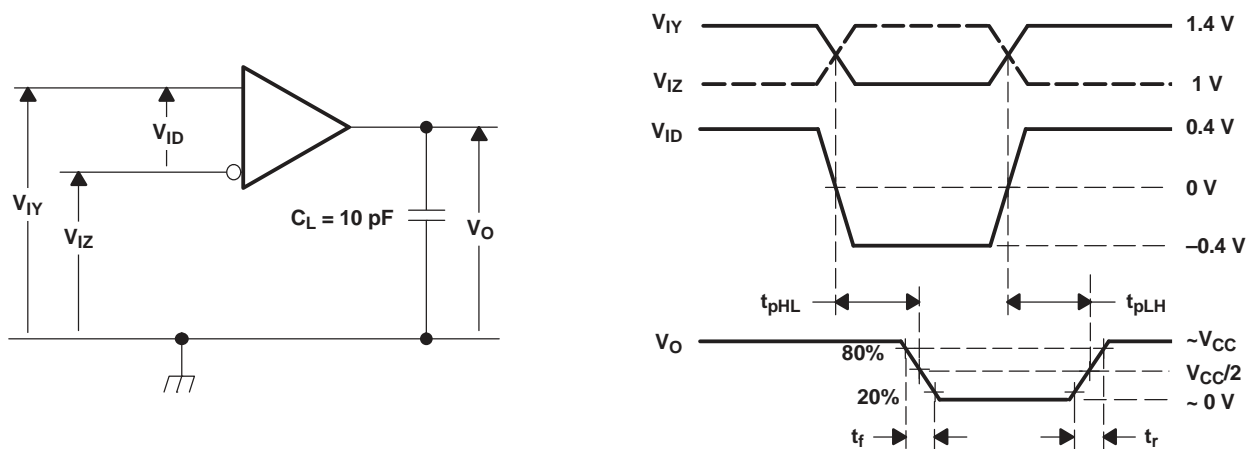 V_ID
V_IY
V_IZ
C_L = 10 pF
V_O
V_IY
1.4 V
V_IZ
1 V
V_ID
0.4 V
0 V
–0.4 V
t_pHL
t_pLH
V_O
~V_CC
80%
V_CC/2
20%
~ 0 V
t_f
t_r